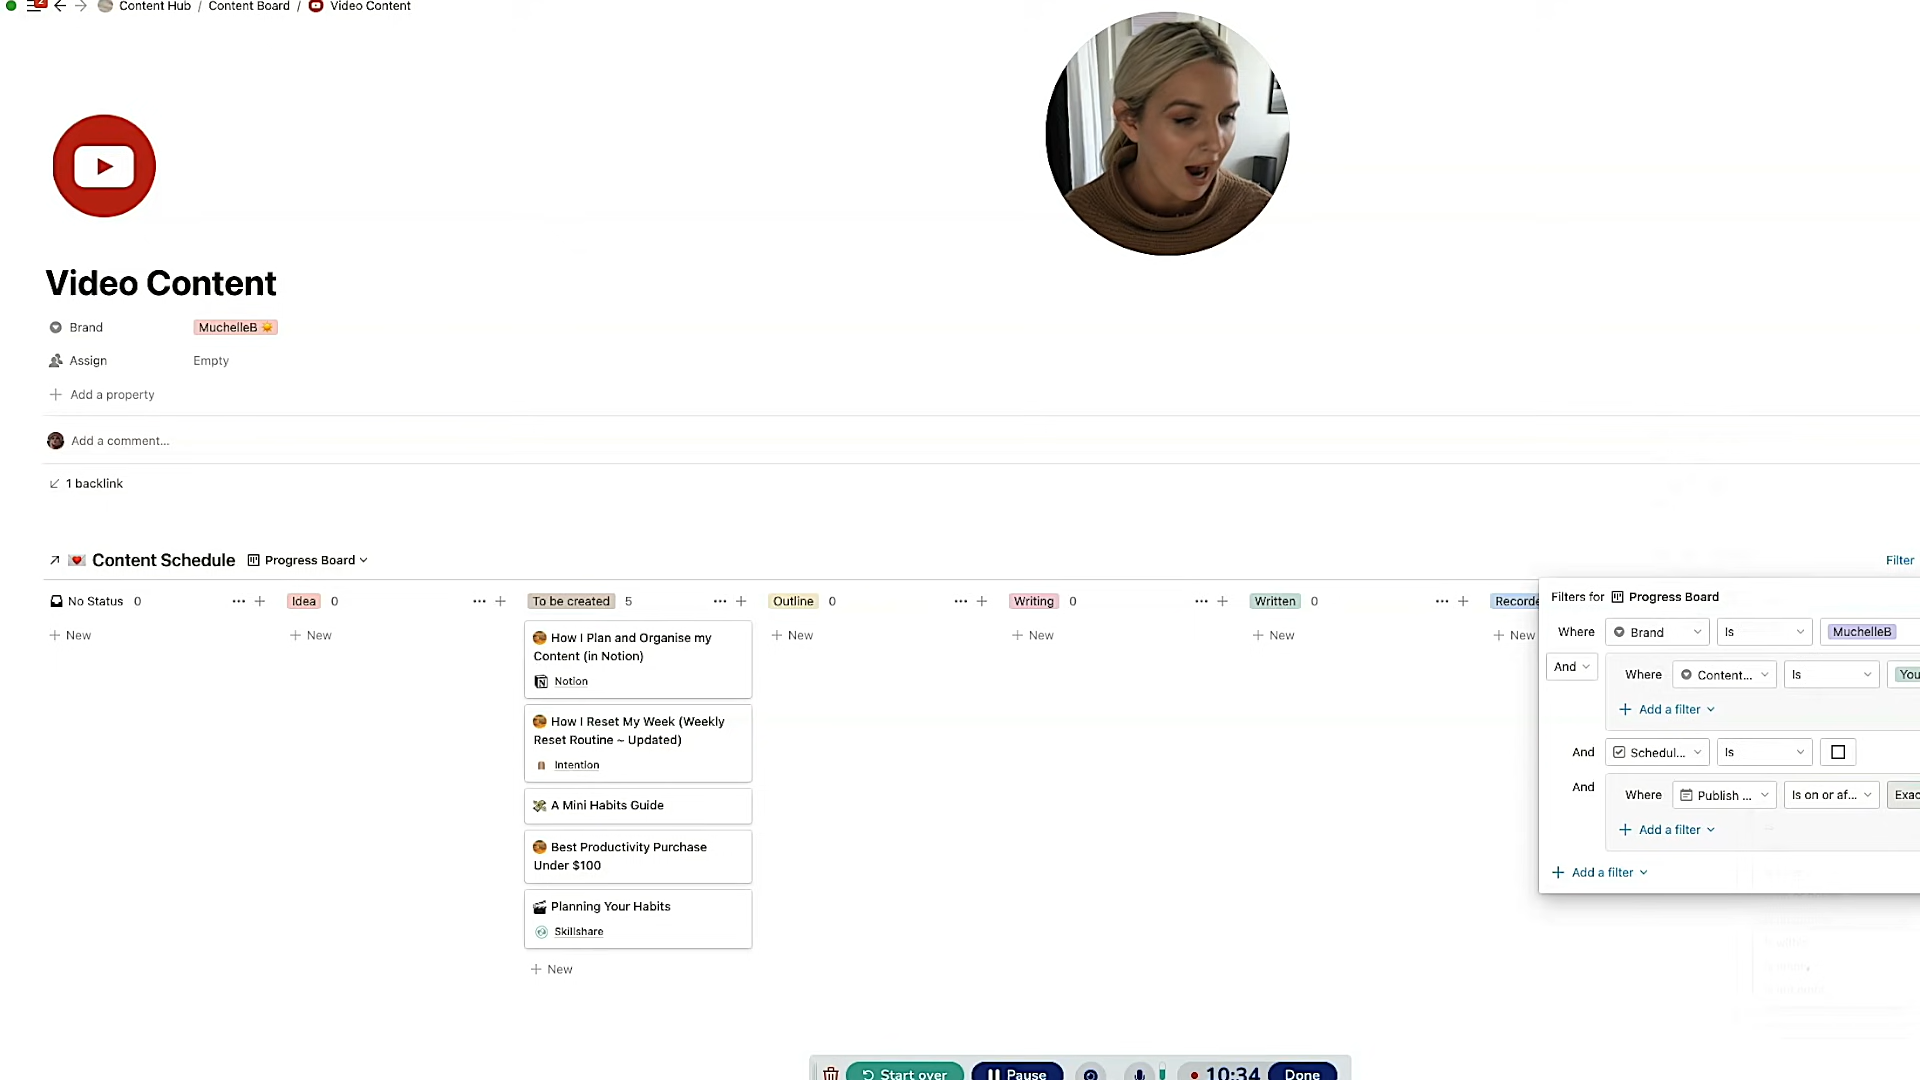 Content Hub / Content Board / Video Content
Video Content
Brand MuchelleB
Assign Empty
Add a property
Add a comment...
1 backlink
Content Schedule Progress Board
Filter
No Status 0
Idea 0
To be created 5
Outline 0
Writing 0
Written 0
Recorde
New
New
New
New
New
New
How I Plan and Organise my
Content (in Notion)
Notion
How I Reset My Week (Weekly
Reset Routine ~ Updated)
Intention
A Mini Habits Guide
Best Productivity Purchase
Under $100
Planning Your Habits
Skillshare
New
Filters for Progress Board
Where Brand Is MuchelleB
And Where Content... Is You
Add a filter
And Schedul... Is
And Where Publish ... Is on or af... Exac
Add a filter
Add a filter
Start over Pause 10:34 Done